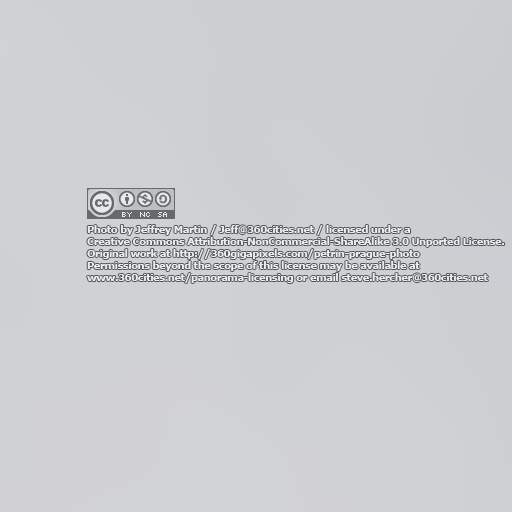 cc
BY NC SA
Photo by Jeffrey Martin / Jeff@360cities.net / licensed under a
Creative Commons Attribution-NonCommercial-ShareAlike 3.0 Unported License.
Original work at http://360gigapixels.com/petrin-prague-photo
Permissions beyond the scope of this license may be available at
www.360cities.net/panorama-licensing or email steve.hercher@360cities.net